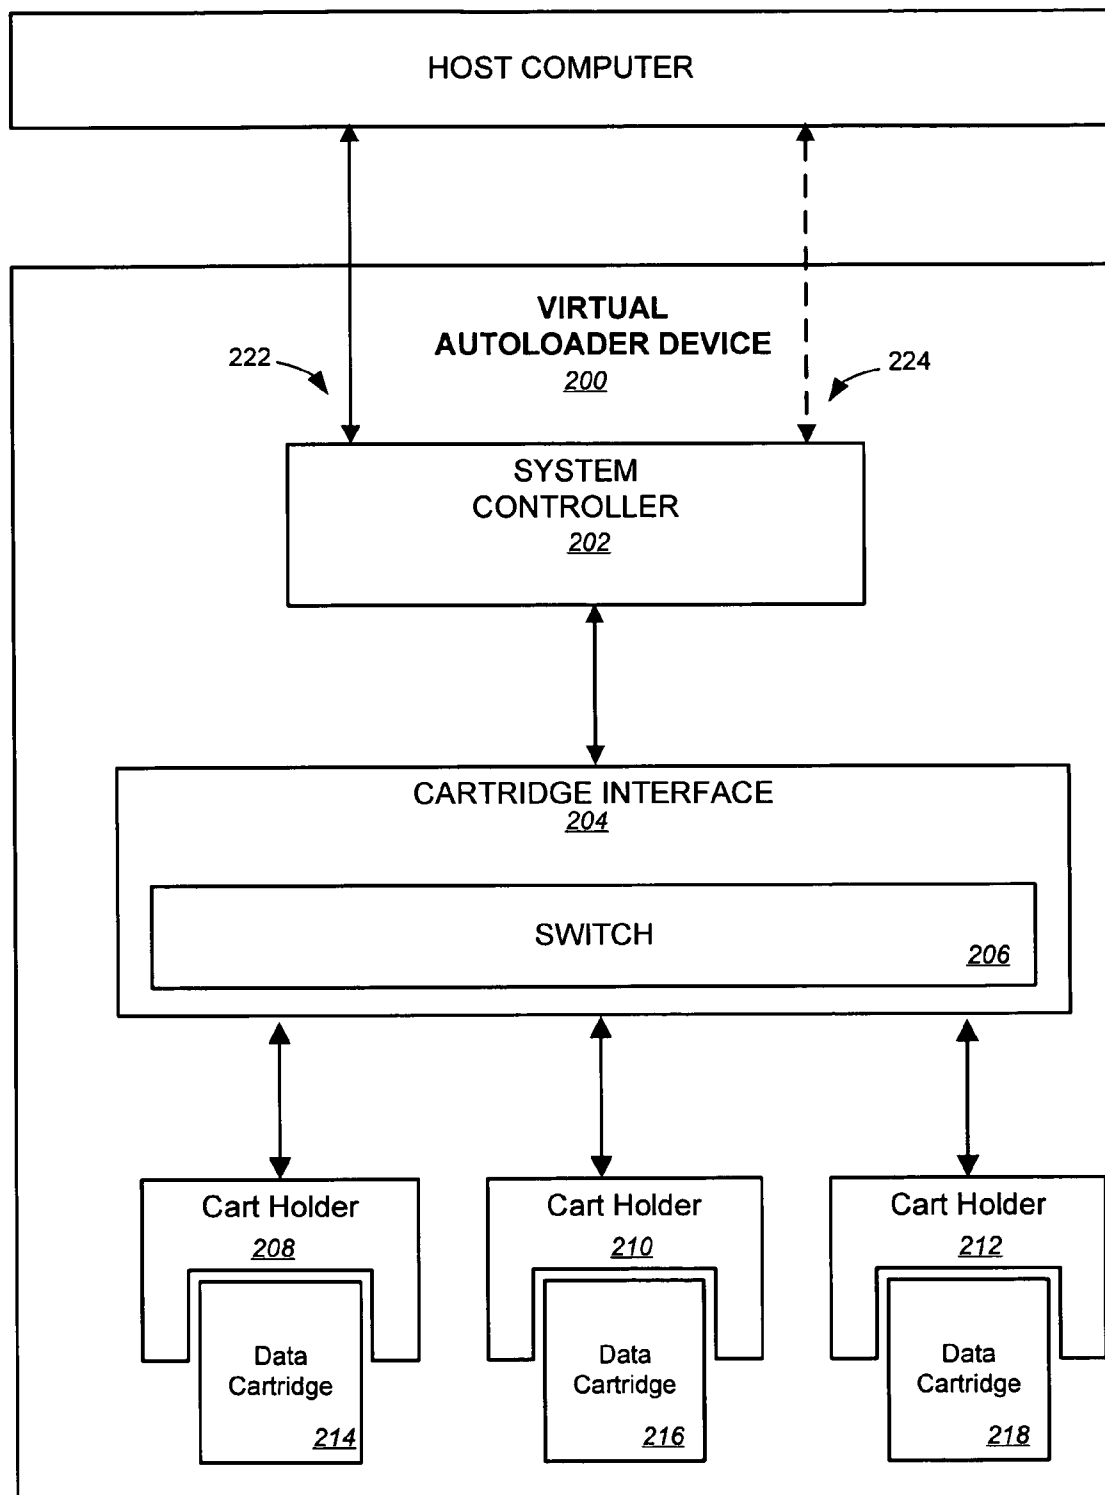 HOST COMPUTER
VIRTUAL
AUTOLOADER DEVICE
200
222
224
SYSTEM
CONTROLLER
202
CARTRIDGE INTERFACE
204
SWITCH
206
Cart Holder
208
Cart Holder
210
Cart Holder
212
Data
Cartridge
214
Data
Cartridge
216
Data
Cartridge
218